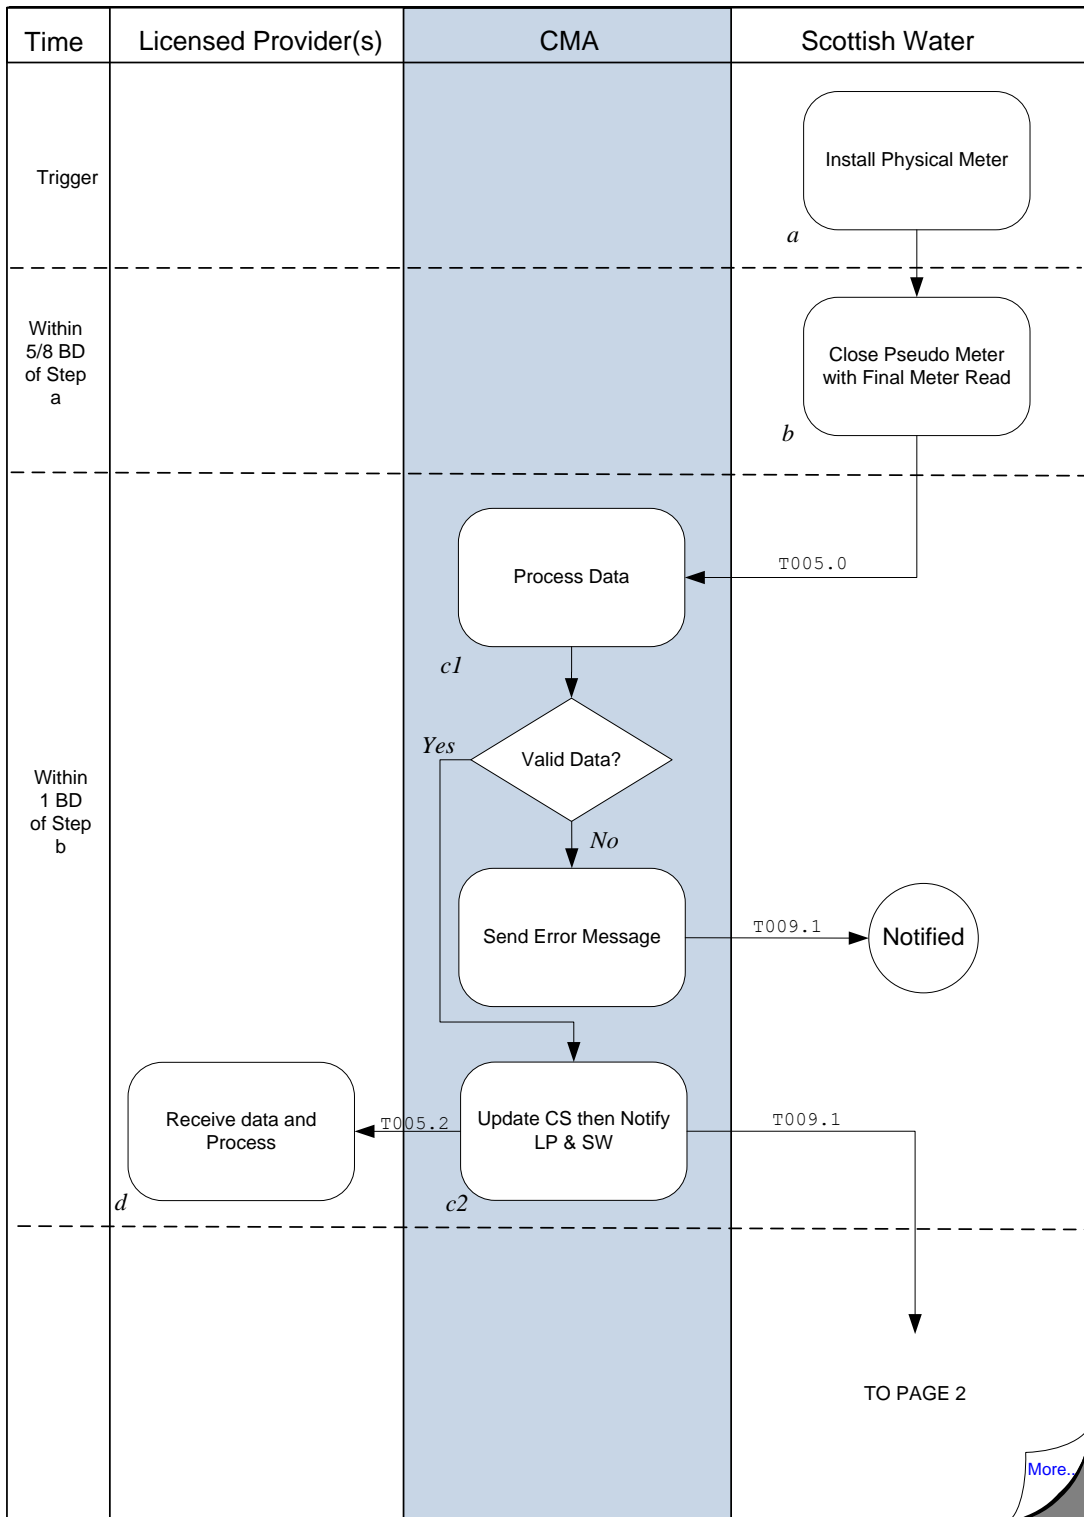 Time
Licensed Provider(s)
CMA
Scottish Water
Trigger
Install Physical Meter
a
Within
5/8 BD
of Step
a
Close Pseudo Meter
with Final Meter Read
b
T005.0
Process Data
c1
Yes
Valid Data?
No
Within
1 BD
of Step
b
Send Error Message
T009.1
Notified
Receive data and
Process
T005.2
Update CS then Notify
LP & SW
T009.1
d
c2
TO PAGE 2
More..